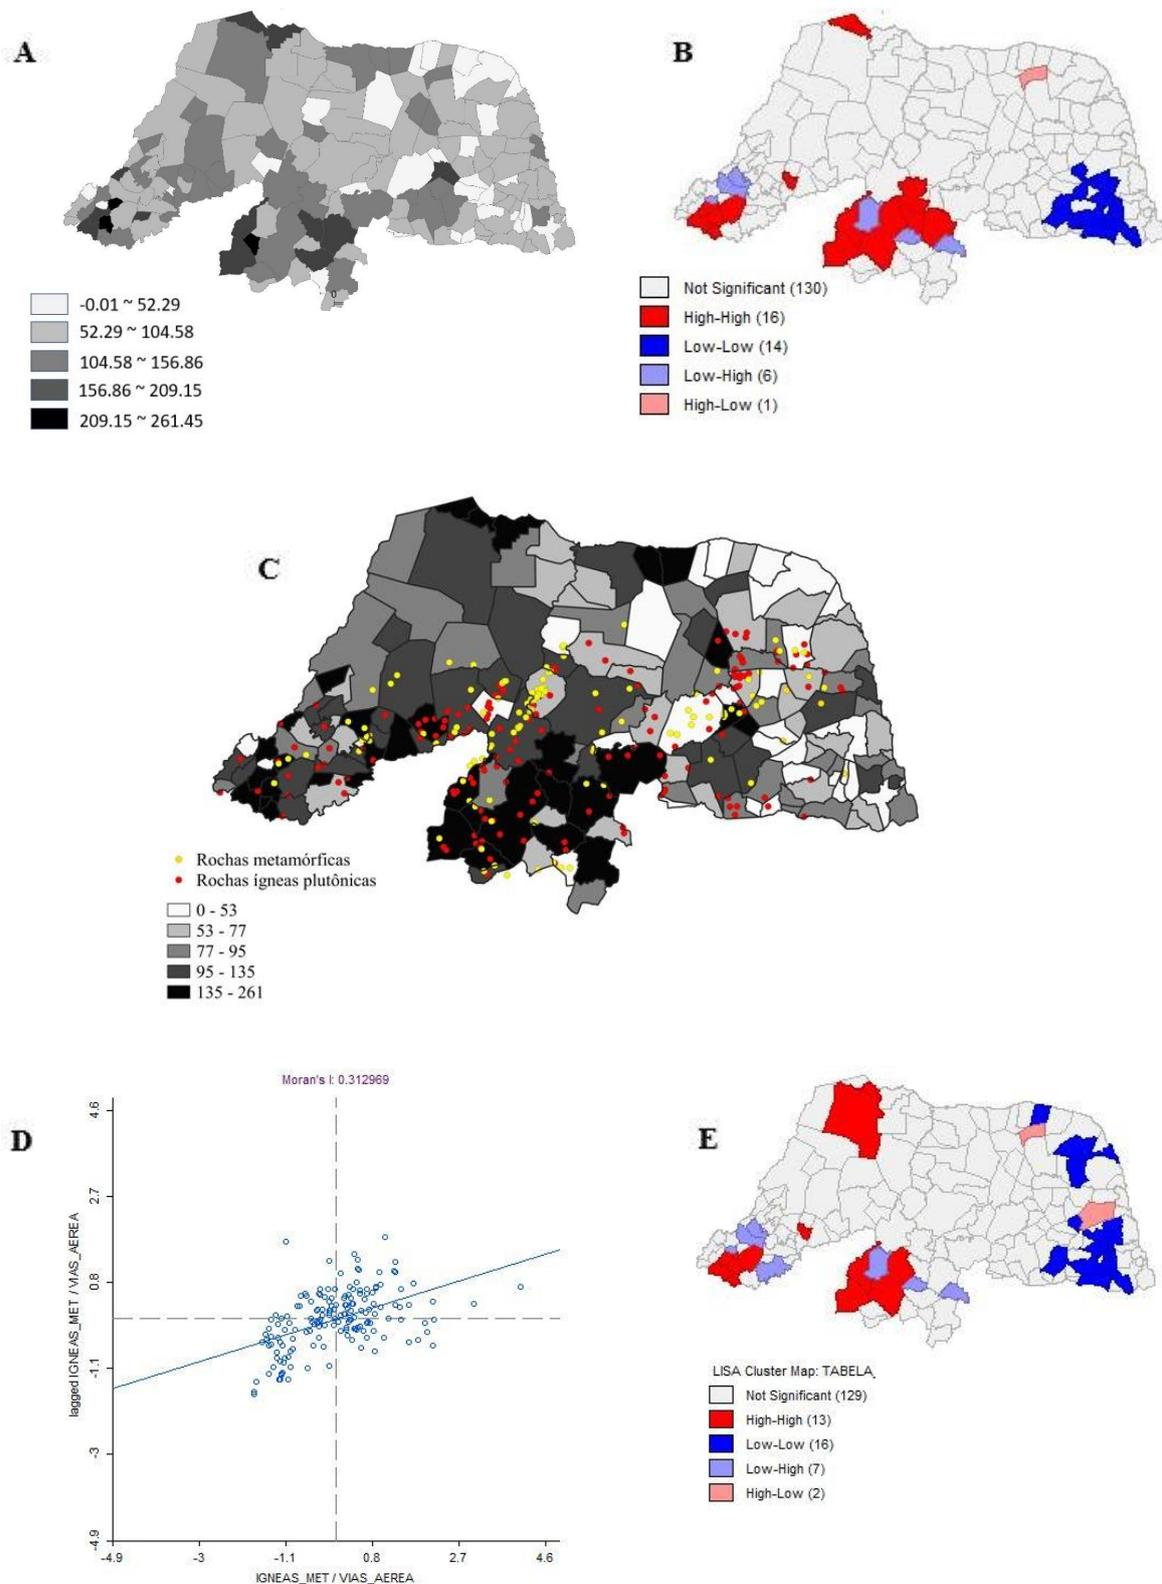 A
-0.01 ~ 52.29
52.29 ~ 104.58
104.58 ~ 156.86
156.86 ~ 209.15
209.15 ~ 261.45
0
B
Not Significant (130)
High-High (16)
Low-Low (14)
Low-High (6)
High-Low (1)
C
Rochas metamórficas
Rochas ígneas plutônicas
0 - 53
53 - 77
77 - 95
95 - 135
135 - 261
D
Moran's I: 0.312969
lagged IGNEAS_MET / VIAS_AEREA
4.6
2.7
0.8
-1.1
-3
-4.9
-4.9
-3
-1.1
0.8
2.7
4.6
IGNEAS_MET / VIAS_AEREA
E
LISA Cluster Map: TABELA_
Not Significant (129)
High-High (13)
Low-Low (16)
Low-High (7)
High-Low (2)